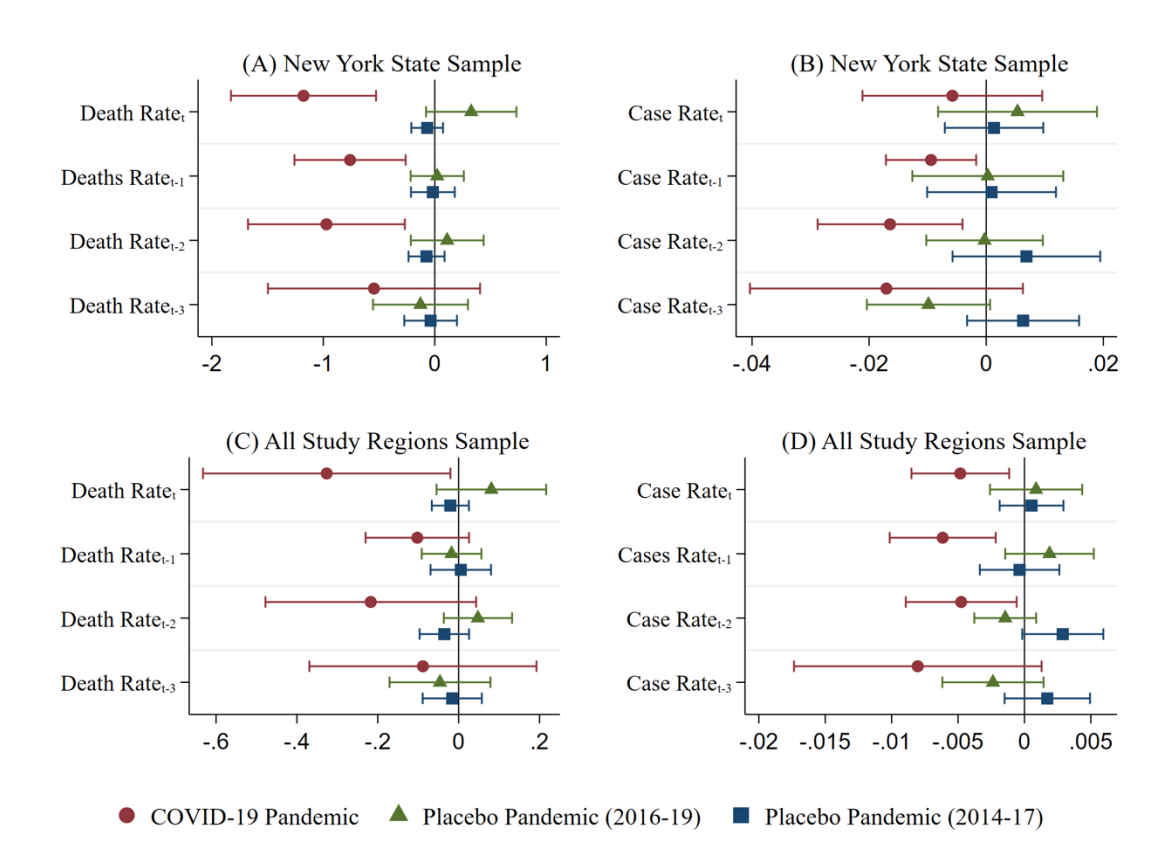 (A) New York State Sample
Death Rateₜ
Deaths Rateₜ₋₁
Death Rateₜ₋₂
Death Rateₜ₋₃
-2 -1 0 1
(B) New York State Sample
Case Rateₜ
Case Rateₜ₋₁
Case Rateₜ₋₂
Case Rateₜ₋₃
-.04 -.02 0 .02
(C) All Study Regions Sample
Death Rateₜ
Death Rateₜ₋₁
Death Rateₜ₋₂
Death Rateₜ₋₃
-.6 -.4 -.2 0 .2
(D) All Study Regions Sample
Case Rateₜ
Cases Rateₜ₋₁
Case Rateₜ₋₂
Case Rateₜ₋₃
-.02 -.015 -.01 -.005 0 .005
COVID-19 Pandemic Placebo Pandemic (2016-19) Placebo Pandemic (2014-17)